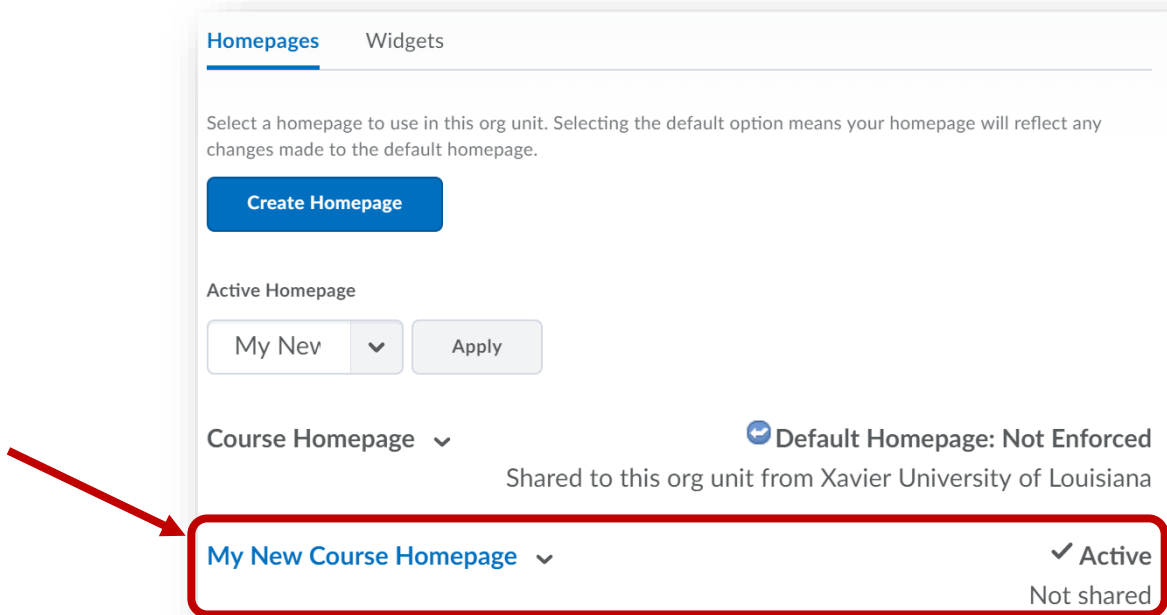 Homepages Widgets
Select a homepage to use in this org unit. Selecting the default option means your homepage will reflect any
changes made to the default homepage.
Create Homepage
Active Homepage
My New Apply
Course Homepage Default Homepage: Not Enforced
Shared to this org unit from Xavier University of Louisiana
My New Course Homepage Active
Not shared